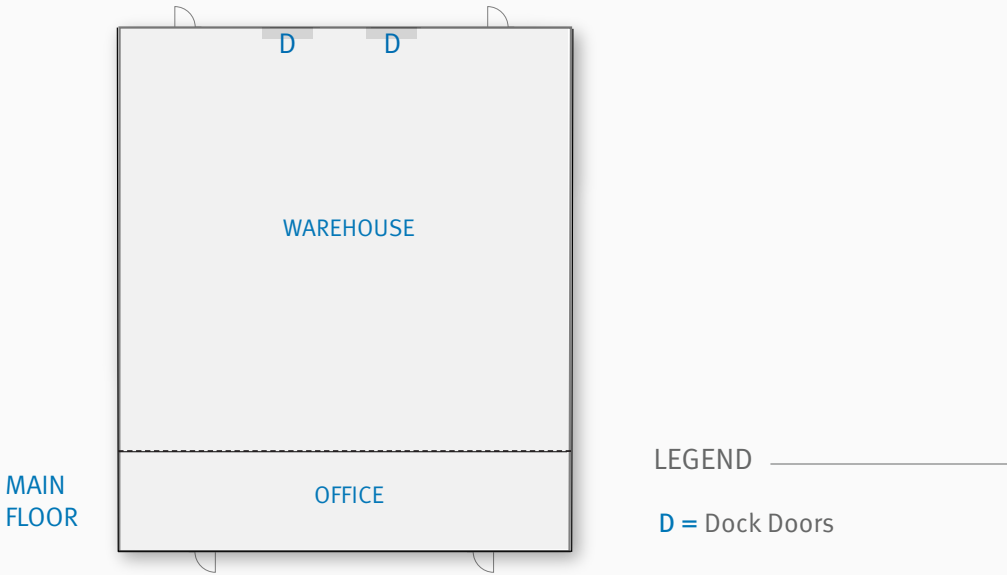 D
D
WAREHOUSE
OFFICE
MAIN
FLOOR
LEGEND
D = Dock Doors